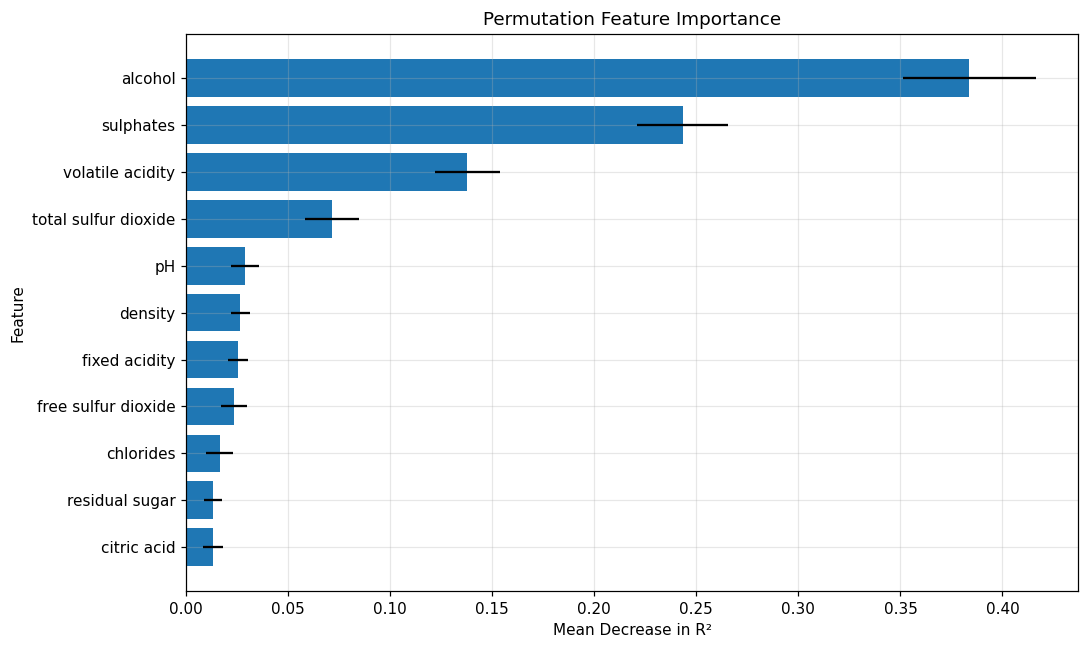 Permutation Feature Importance
Feature
alcohol
sulphates
volatile acidity
total sulfur dioxide
pH
density
fixed acidity
free sulfur dioxide
chlorides
residual sugar
citric acid
0.00 0.05 0.10 0.15 0.20 0.25 0.30 0.35 0.40
Mean Decrease in R²